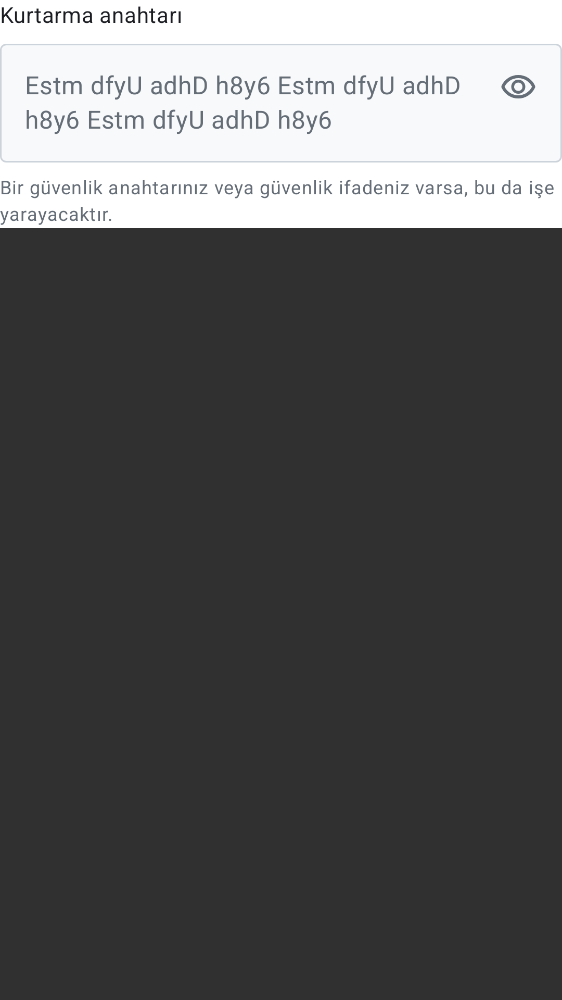 Kurtarma anahtarı
Estm dfyU adhD h8y6 Estm dfyU adhD
h8y6 Estm dfyU adhD h8y6
Bir güvenlik anahtarınız veya güvenlik ifadeniz varsa, bu da işe
yarayacaktır.